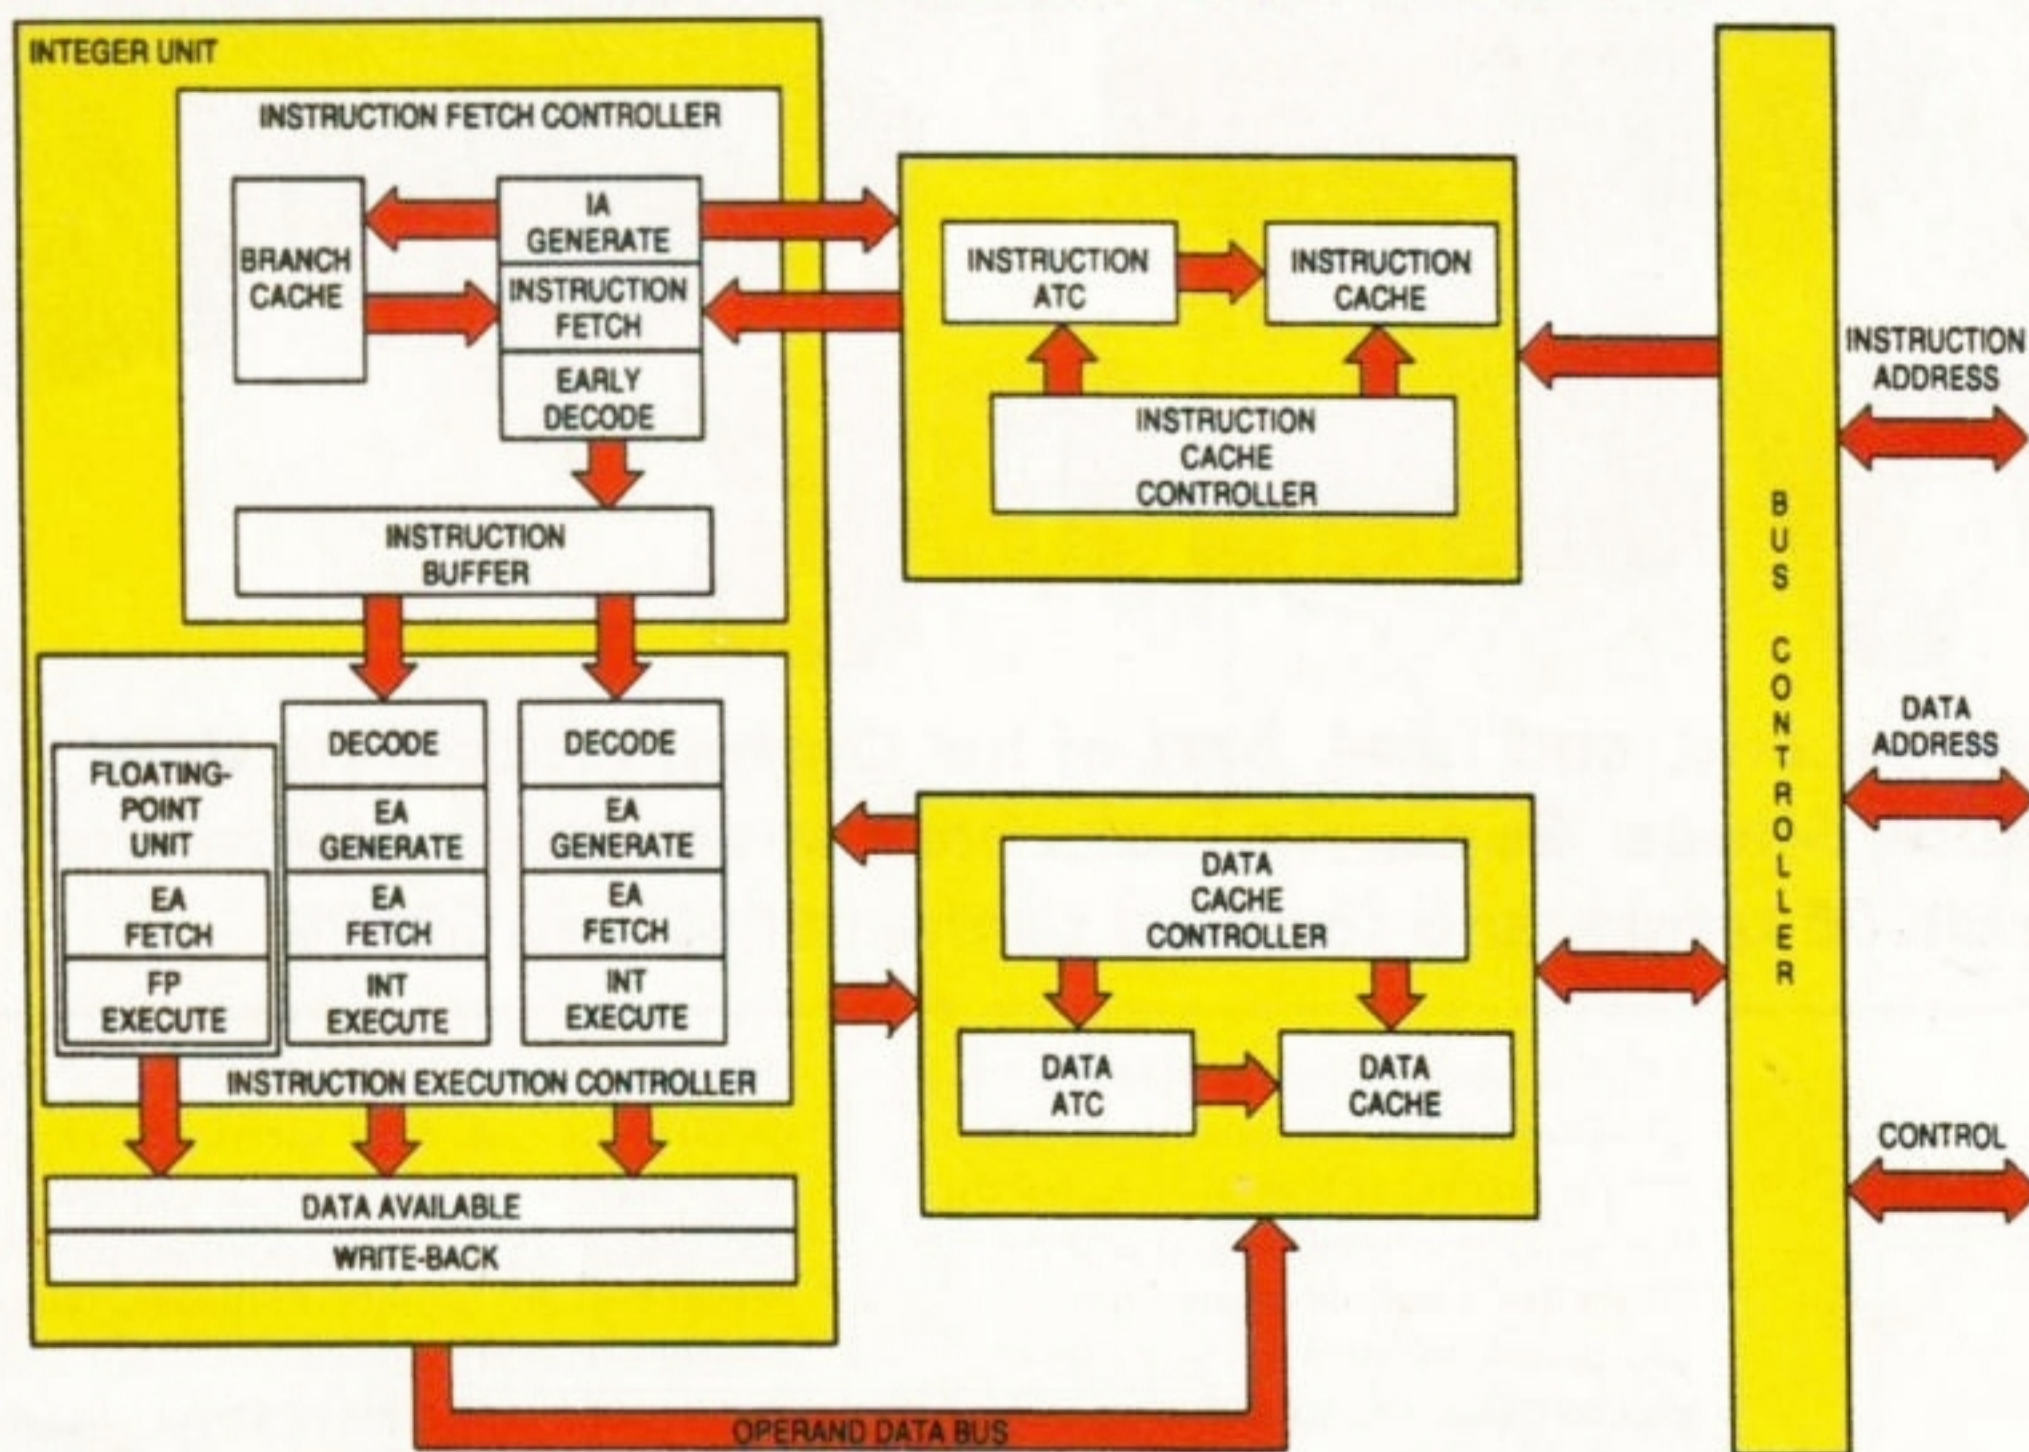 INTEGER UNIT
INSTRUCTION FETCH CONTROLLER
BRANCH
CACHE
IA
GENERATE
INSTRUCTION
FETCH
EARLY
DECODE
INSTRUCTION
BUFFER
INSTRUCTION
ATC
INSTRUCTION
CACHE
INSTRUCTION
CACHE
CONTROLLER
FLOATING-
POINT
UNIT
EA
FETCH
FP
EXECUTE
DECODE
EA
GENERATE
EA
FETCH
INT
EXECUTE
DECODE
EA
GENERATE
EA
FETCH
INT
EXECUTE
INSTRUCTION EXECUTION CONTROLLER
DATA AVAILABLE
WRITE-BACK
DATA
CACHE
CONTROLLER
DATA
ATC
DATA
CACHE
OPERAND DATA BUS
BUS CONTROLLER
INSTRUCTION
ADDRESS
DATA
ADDRESS
CONTROL